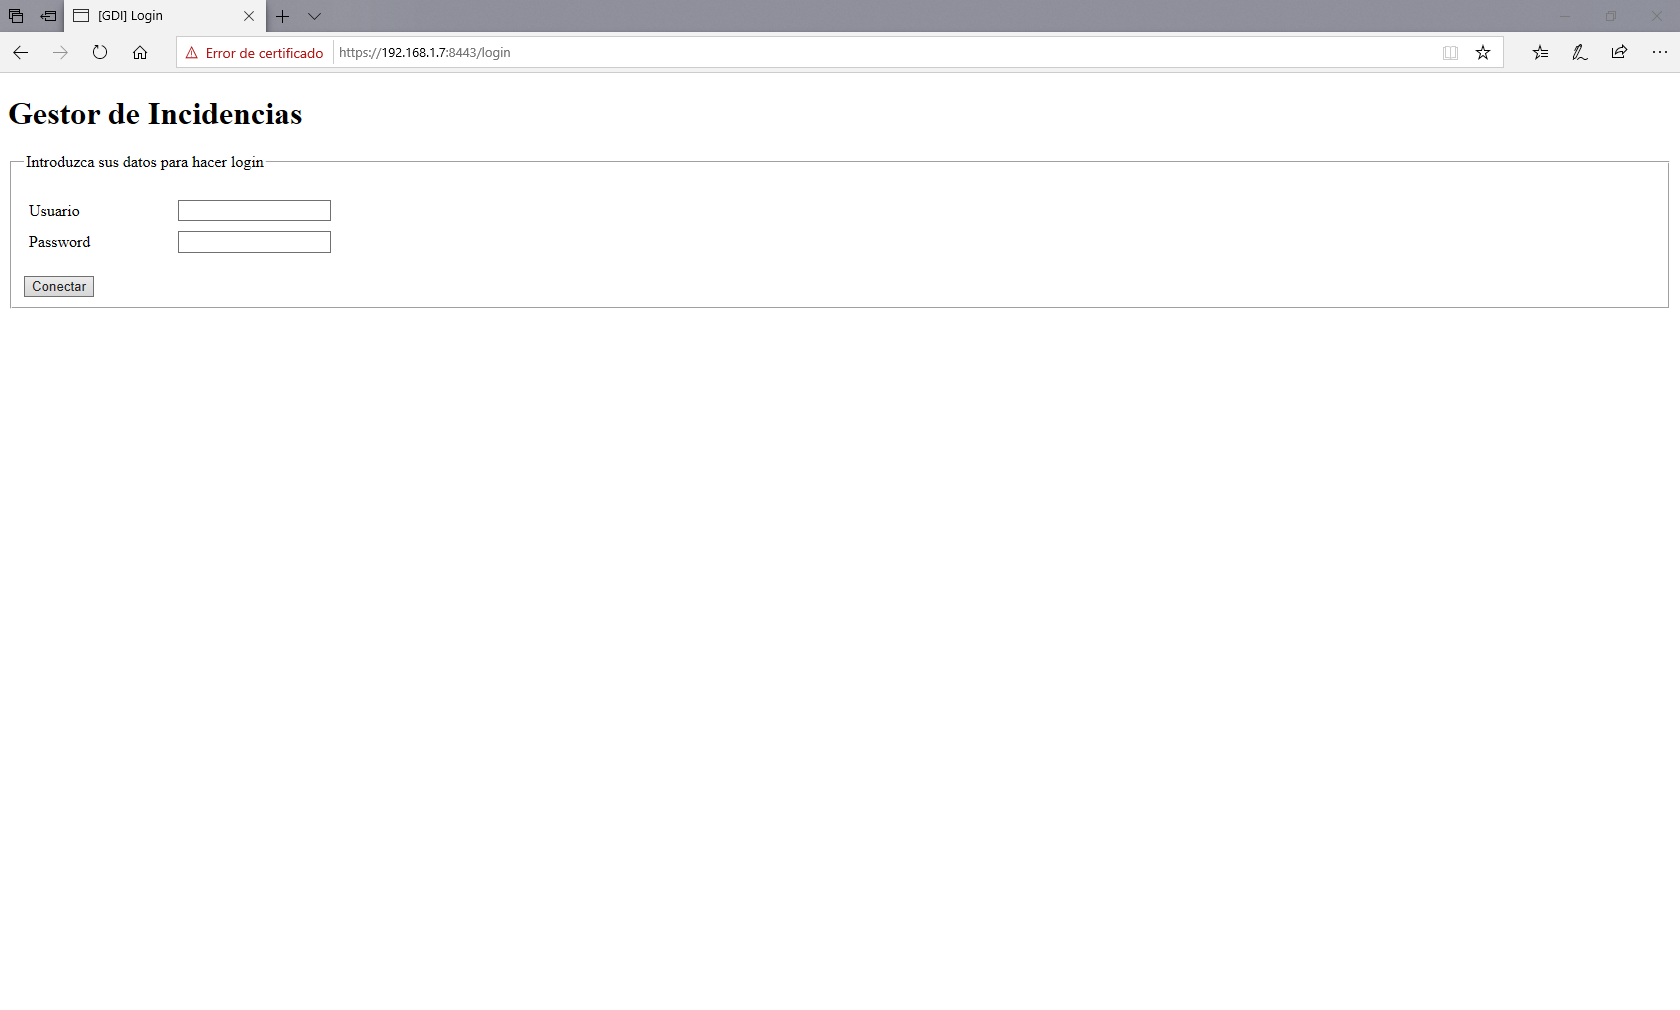 [GDI] Login
Error de certificado https://192.168.1.7:8443/login
Gestor de Incidencias
Introduzca sus datos para hacer login
Usuario
Password
Conectar